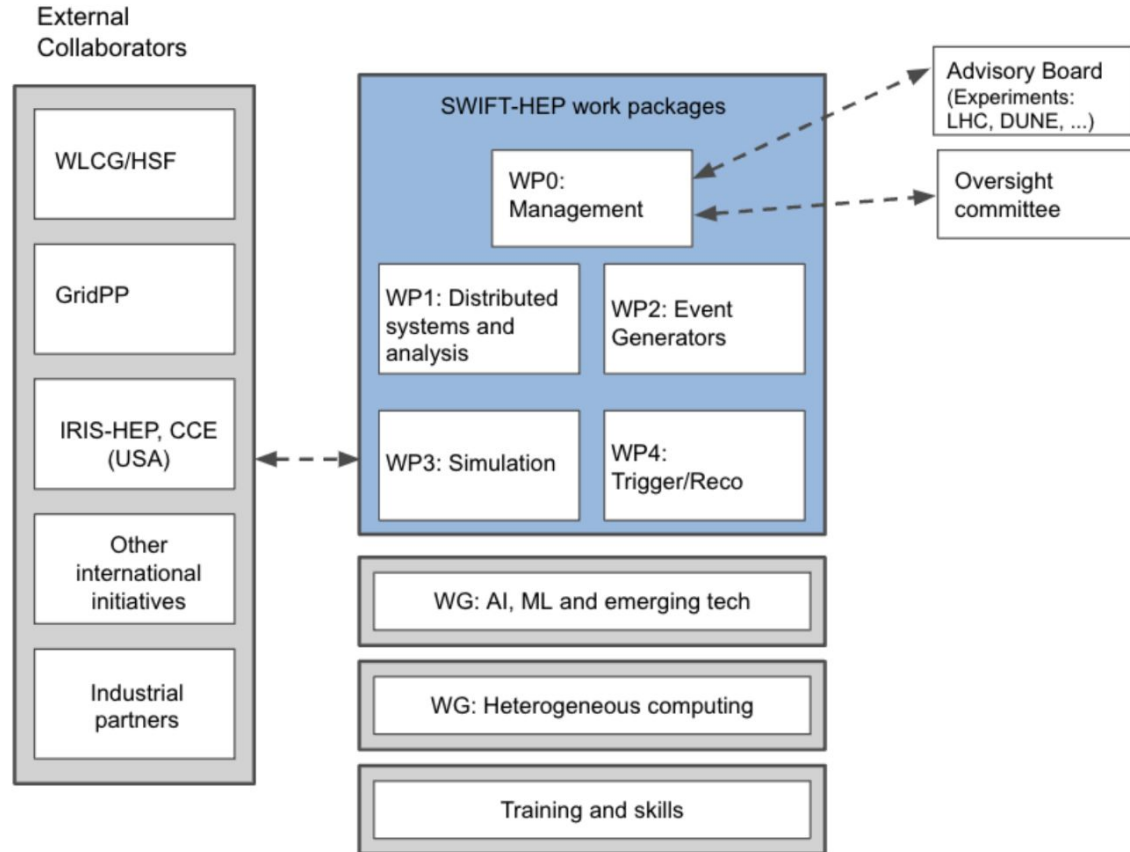 External
Collaborators
WLCG/HSF
GridPP
IRIS-HEP, CCE
(USA)
Other
international
initiatives
Industrial
partners
SWIFT-HEP work packages
WP0:
Management
WP1: Distributed
systems and
analysis
WP2: Event
Generators
WP3: Simulation
WP4:
Trigger/Reco
WG: AI, ML and emerging tech
WG: Heterogeneous computing
Training and skills
Advisory Board
(Experiments:
LHC, DUNE, ...)
Oversight
committee